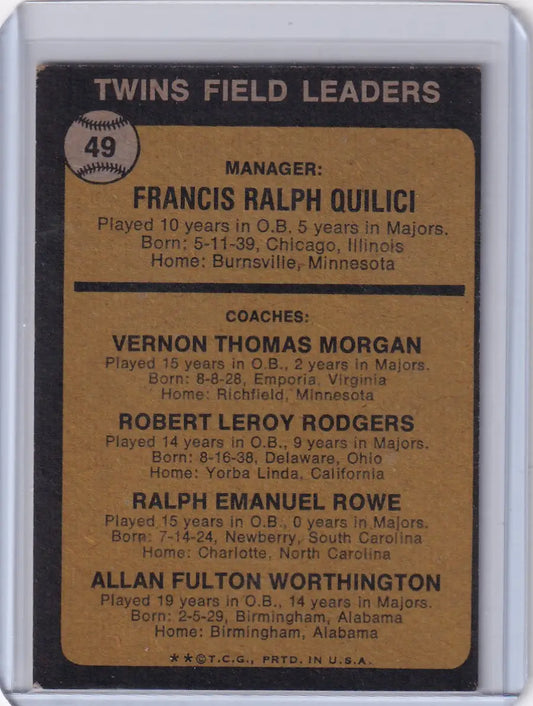 TWINS FIELD LEADERS
49
MANAGER:
FRANCIS RALPH QUILICI
Played 10 years in O.B. 5 years in Majors.
Born: 5-11-39, Chicago, Illinois
Home: Burnsville, Minnesota
COACHES:
VERNON THOMAS MORGAN
Played 15 years in O.B., 2 years in Majors.
Born: 8-8-28, Emporia, Virginia
Home: Richfield, Minnesota
ROBERT LEROY RODGERS
Played 14 years in O.B., 9 years in Majors.
Born: 8-16-38, Delaware, Ohio
Home: Yorba Linda, California
RALPH EMANUEL ROWE
Played 15 years in O.B., 0 years in Majors.
Born: 7-14-24, Newberry, South Carolina
Home: Charlotte, North Carolina
ALLAN FULTON WORTHINGTON
Played 19 years in O.B., 14 years in Majors.
Born: 2-5-29, Birmingham, Alabama
Home: Birmingham, Alabama
**©T.C.G., PRTD. IN U.S.A.